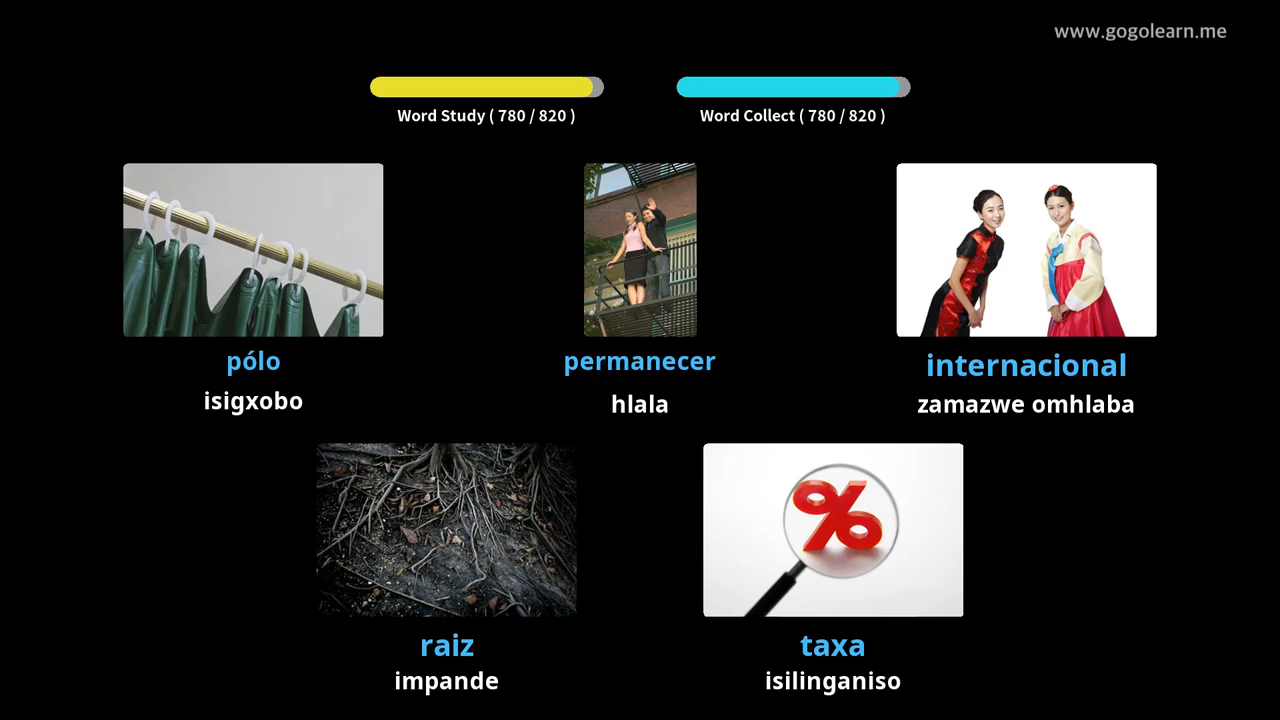 www.gogolearn.me
Word Study ( 780 / 820 )
Word Collect ( 780 / 820 )
pólo
permanecer
internacional
isigxobo
hlala
zamazwe omhlaba
raiz
taxa
impande
isilinganiso